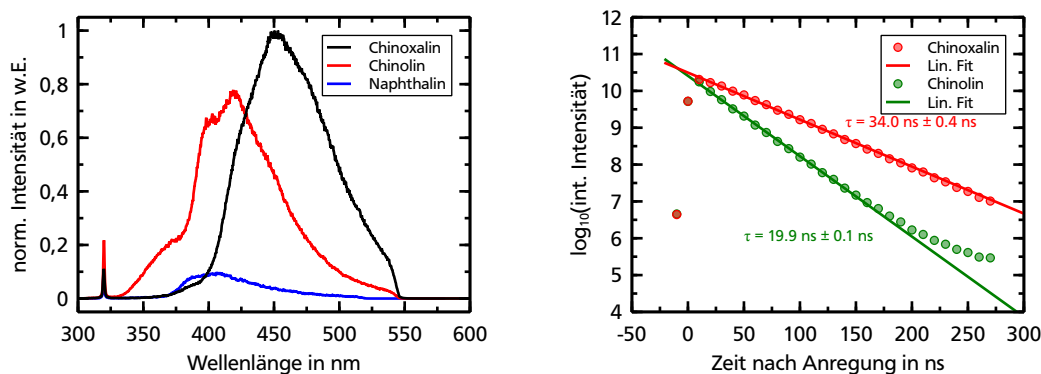 norm. Intensität in w.E.
1
0,8
0,6
0,4
0,2
0
300
350
400
450
500
550
600
Wellenlänge in nm
Chinoxalin
Chinolin
Naphthalin
log₁₀(int. Intensität)
12
11
10
9
8
7
6
5
4
-50
0
50
100
150
200
250
300
Zeit nach Anregung in ns
Chinoxalin
Lin. Fit
Chinolin
Lin. Fit
τ = 34.0 ns ± 0.4 ns
τ = 19.9 ns ± 0.1 ns